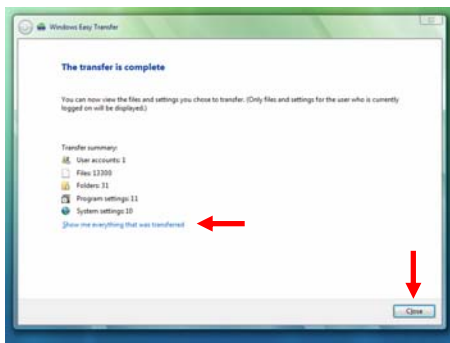 Windows Easy Transfer
The transfer is complete
You can now view the files and settings you chose to transfer. (Only files and settings for the user who is currently
logged on will be displayed.)
Transfer summary:
User accounts: 1
Files: 13300
Folders: 31
Program settings: 11
System settings: 10
Show me everything that was transferred
Close